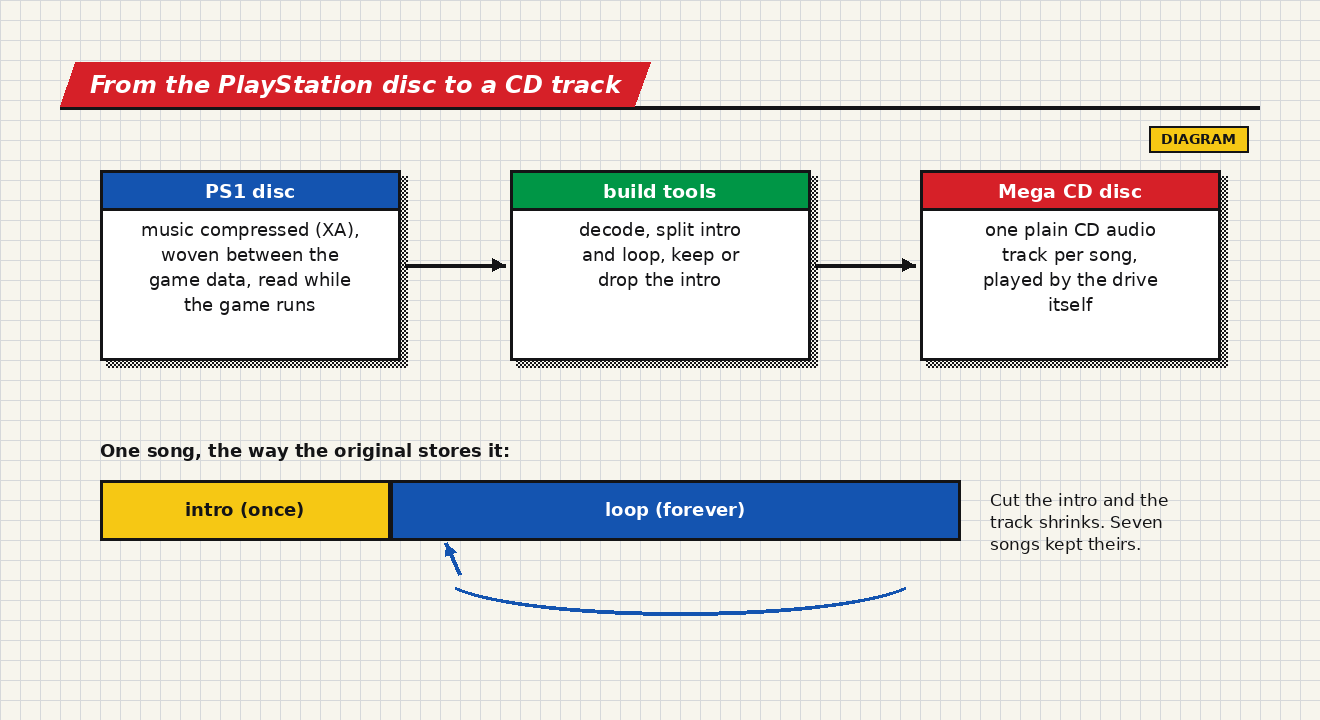 From the PlayStation disc to a CD track
DIAGRAM
PS1 disc
music compressed (XA),
woven between the
game data, read while
the game runs
build tools
decode, split intro
and loop, keep or
drop the intro
Mega CD disc
one plain CD audio
track per song,
played by the drive
itself
One song, the way the original stores it:
intro (once)
loop (forever)
Cut the intro and the
track shrinks. Seven
songs kept theirs.